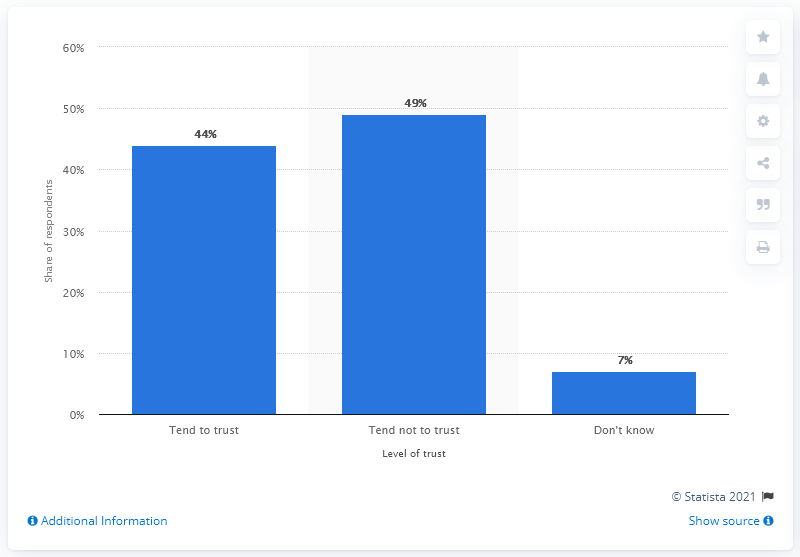 60%
50%
40%
30%
20%
10%
0%
Share of respondents
44%
49%
7%
Tend to trust
Tend not to trust
Don't know
Level of trust
© Statista 2021
Additional Information
Show source